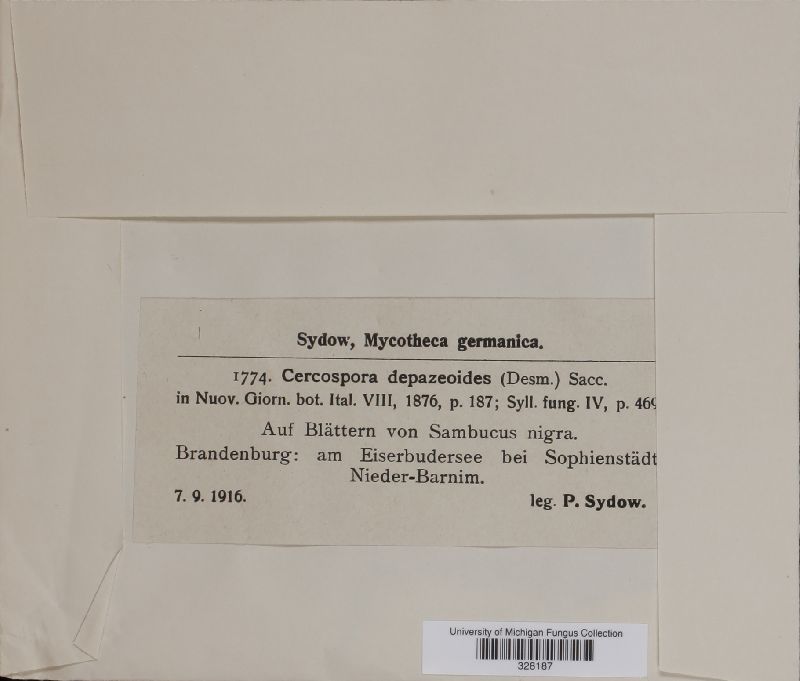 Sydow, Mycotheca germanica.
1774. Cercospora depazeoides (Desm.) Sacc.
in Nuov. Giorn. bot. Ital. VIII, 1876, p. 187; Syll. fung. IV, p. 469
Auf Blättern von Sambucus nigra.
Brandenburg: am Eiserbudersee bei Sophienstädt
Nieder-Barnim.
7. 9. 1916.
leg. P. Sydow.
University of Michigan Fungus Collection
326187